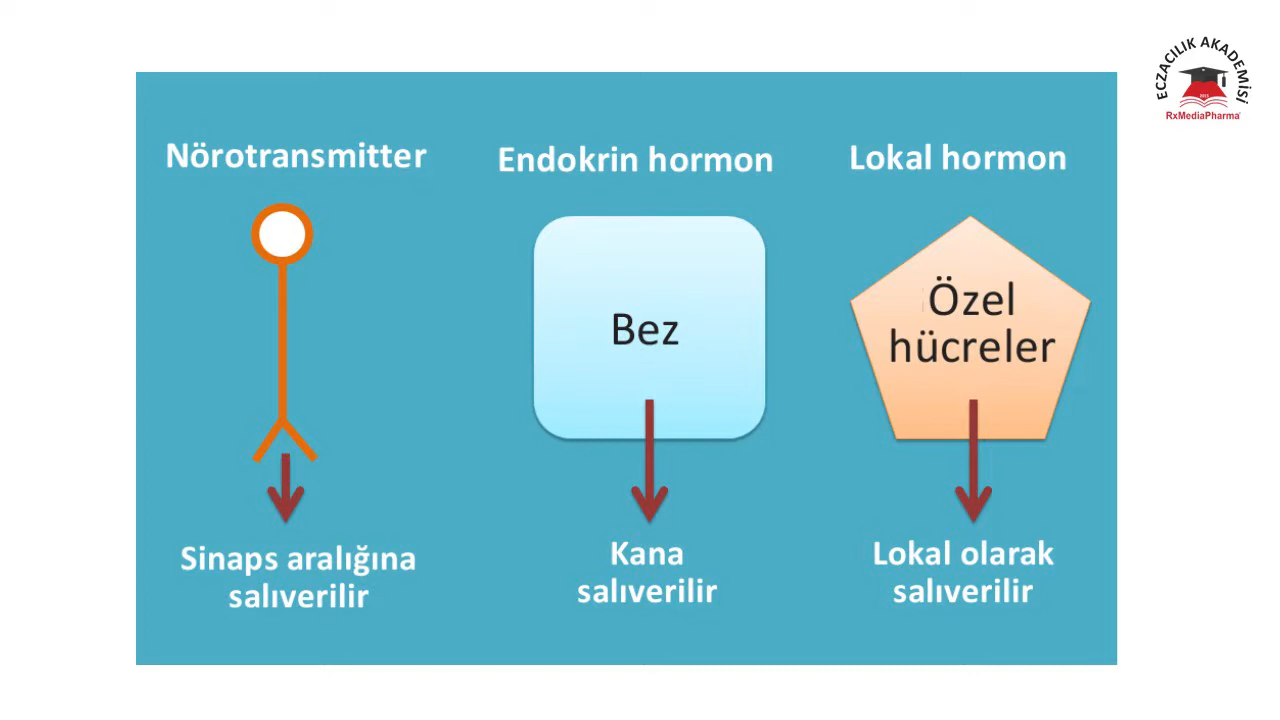 ECZACILIK AKADEMİSİ
2011
RxMediaPharma
Nörotransmitter
Endokrin hormon
Lokal hormon
Bez
Özel
hücreler
Sinaps aralığına
salıverilir
Kana
salıverilir
Lokal olarak
salıverilir